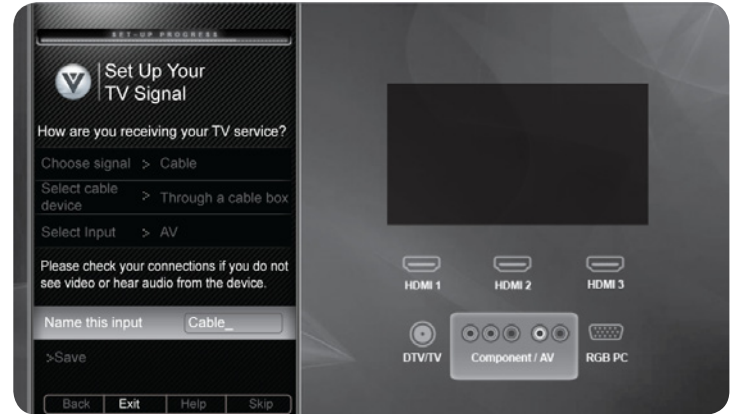 SET-UP PROGRESS
V
Set Up Your
TV Signal
How are you receiving your TV service?
Choose signal > Cable
Select cable
device > Through a cable box
Select Input > AV
Please check your connections if you do not
see video or hear audio from the device.
Name this input Cable_
>Save
Back Exit Help Skip
HDMI 1 HDMI 2 HDMI 3
DTV/TV Component / AV RGB PC